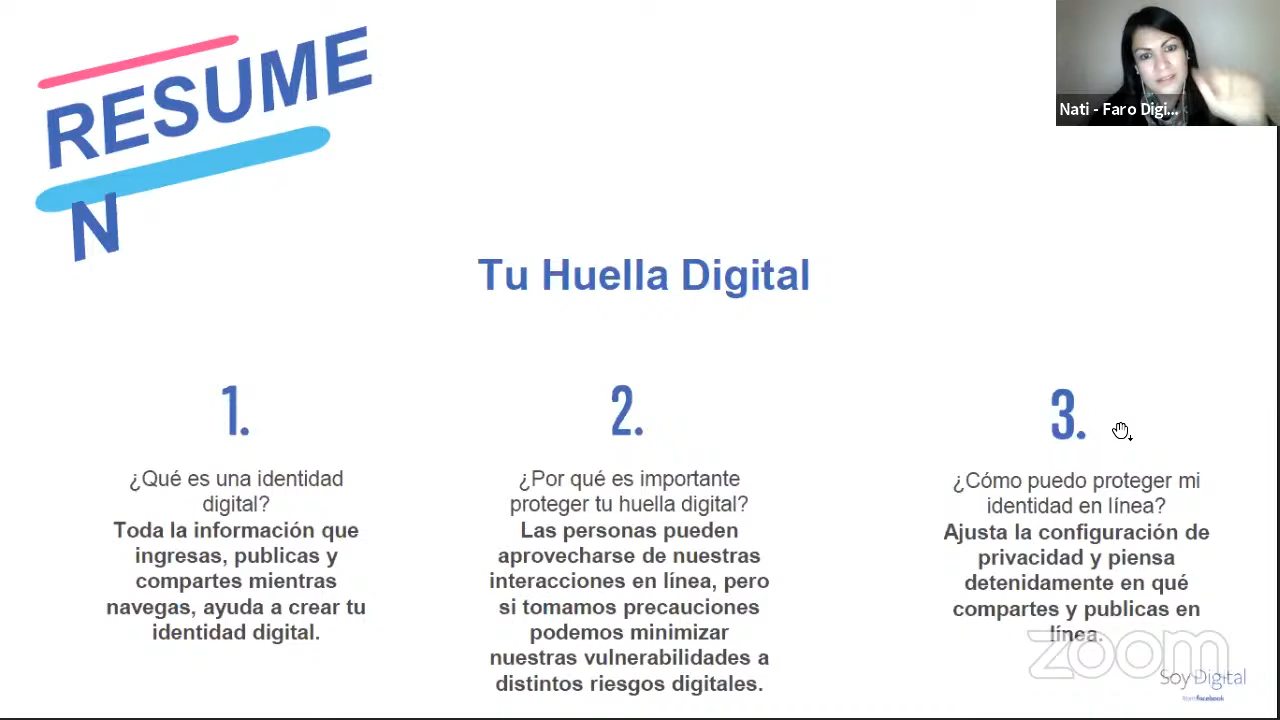 RESUME
N
Nati - Faro Digi...
Tu Huella Digital
1.
¿Qué es una identidad
digital?
Toda la información que
ingresas, publicas y
compartes mientras
navegas, ayuda a crear tu
identidad digital.
2.
¿Por qué es importante
proteger tu huella digital?
Las personas pueden
aprovecharse de nuestras
interacciones en línea, pero
si tomamos precauciones
podemos minimizar
nuestras vulnerabilidades a
distintos riesgos digitales.
3.
¿Cómo puedo proteger mi
identidad en línea?
Ajusta la configuración de
privacidad y piensa
detenidamente en qué
compartes y publicas en
línea.
zoom
Soy Digital
from facebook